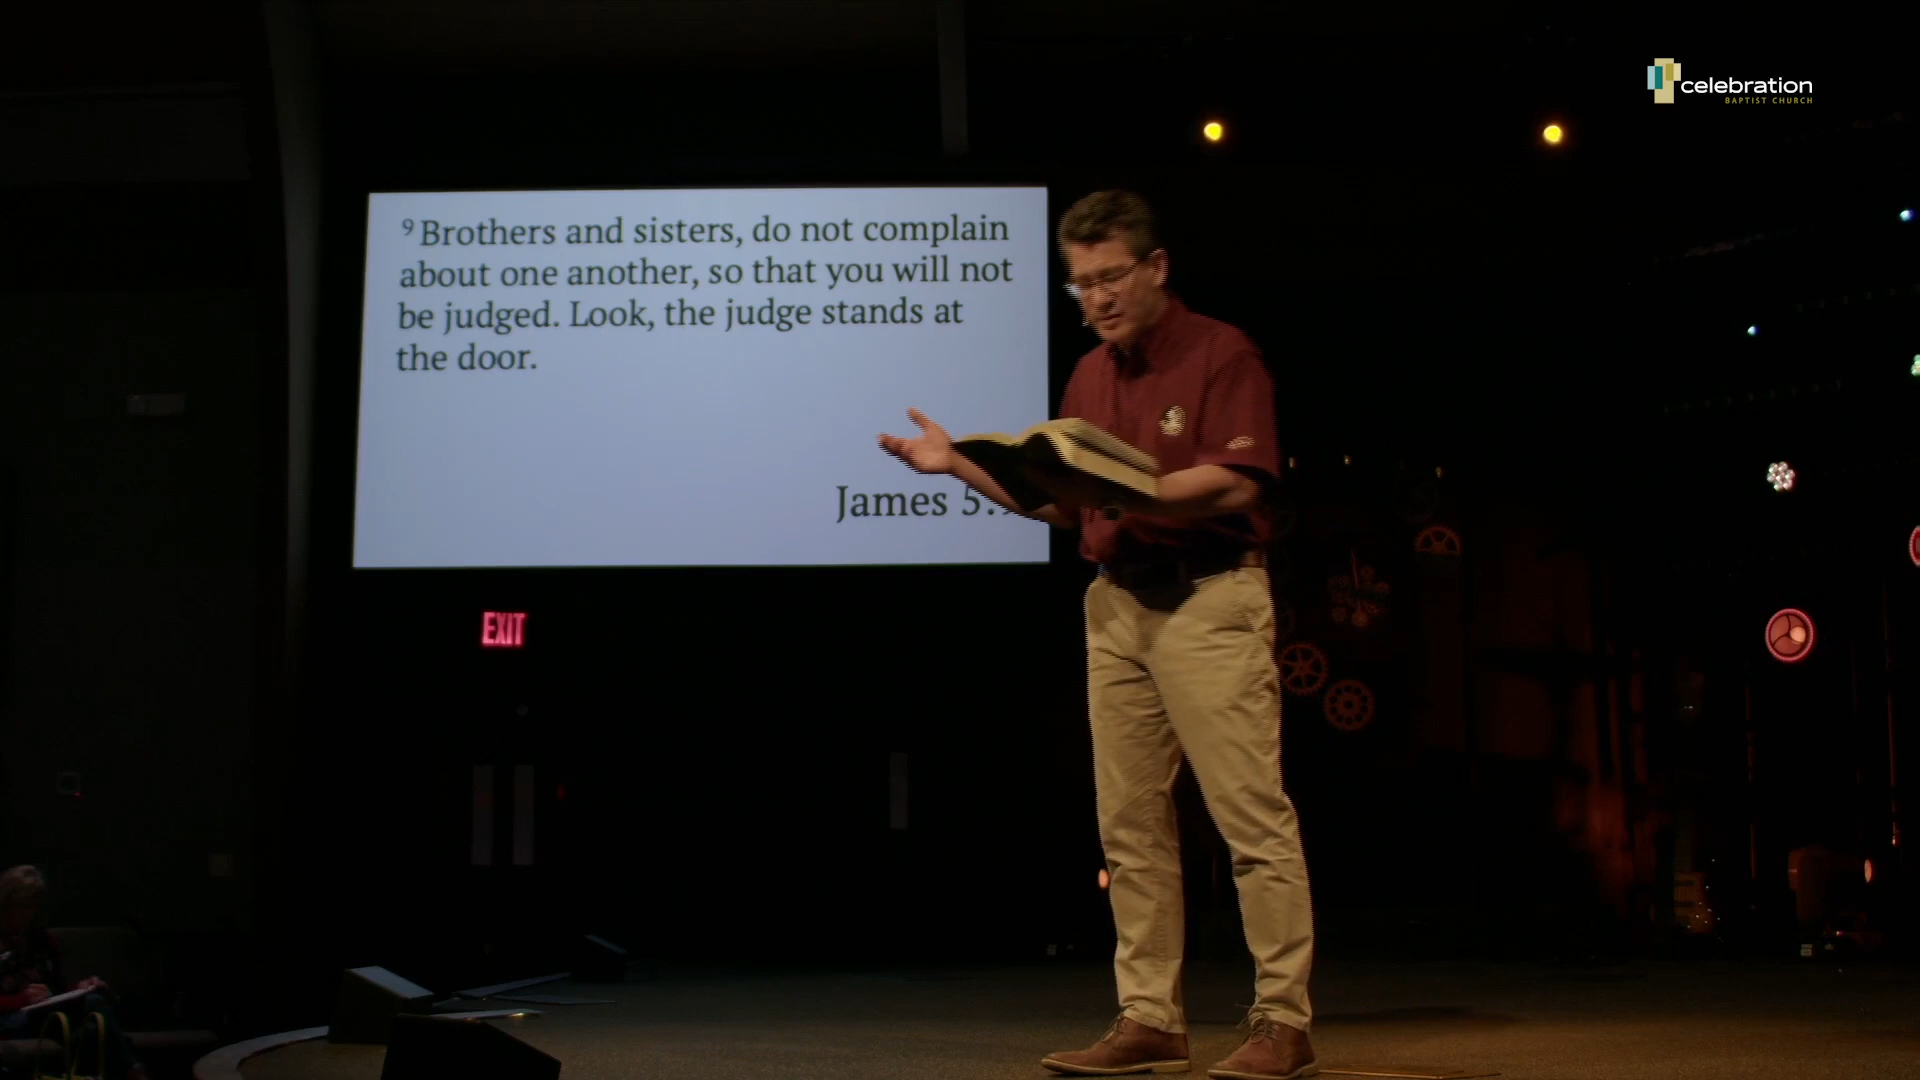 celebration
BAPTIST CHURCH
⁹ Brothers and sisters, do not complain
about one another, so that you will not
be judged. Look, the judge stands at
the door.
James 5:
EXIT